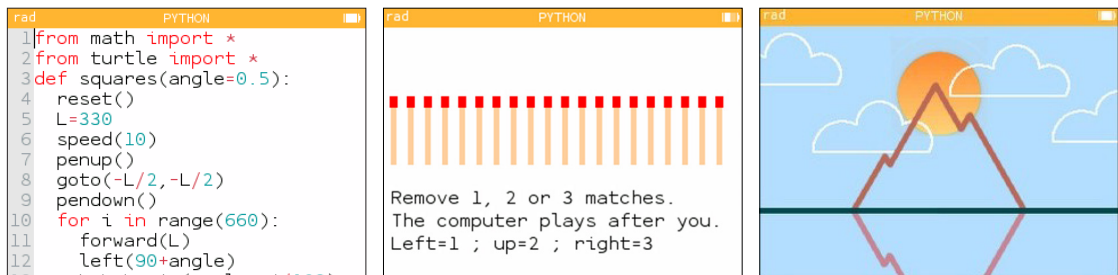 rad PYTHON
1 from math import *
2 from turtle import *
3 def squares(angle=0.5):
4 reset()
5 L=330
6 speed(10)
7 penup()
8 goto(-L/2,-L/2)
9 pendown()
10 for i in range(660):
11 forward(L)
12 left(90+angle)
rad PYTHON
Remove 1, 2 or 3 matches.
The computer plays after you.
Left=1 ; up=2 ; right=3
rad PYTHON